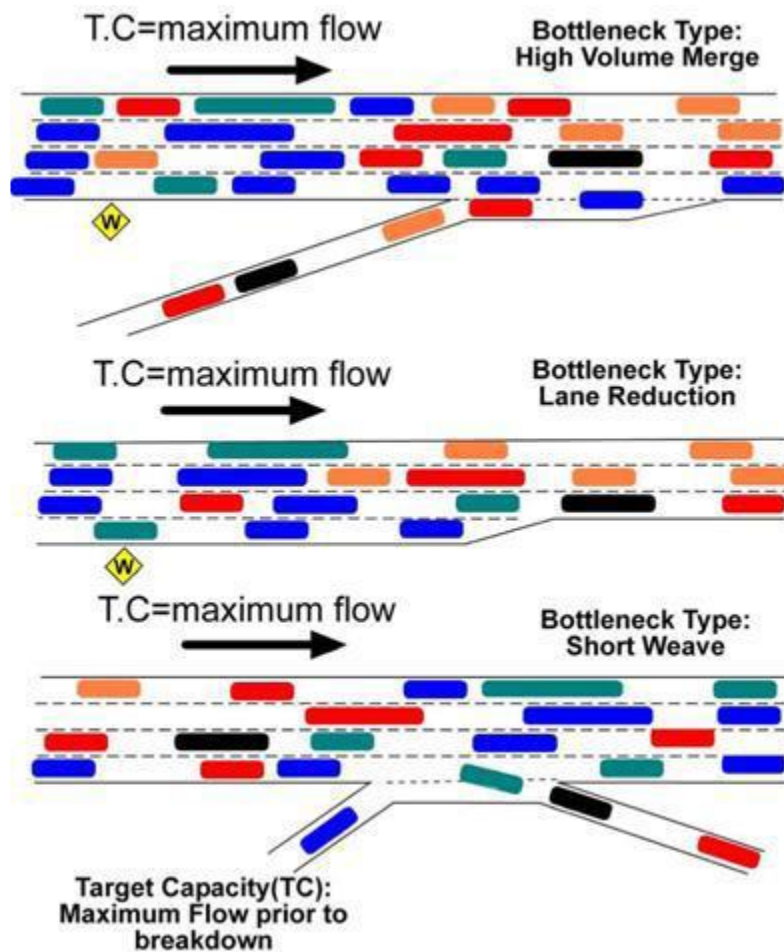 T.C=maximum flow
Bottleneck Type:
High Volume Merge
W
T.C=maximum flow
Bottleneck Type:
Lane Reduction
W
T.C=maximum flow
Bottleneck Type:
Short Weave
Target Capacity(TC):
Maximum Flow prior to
breakdown